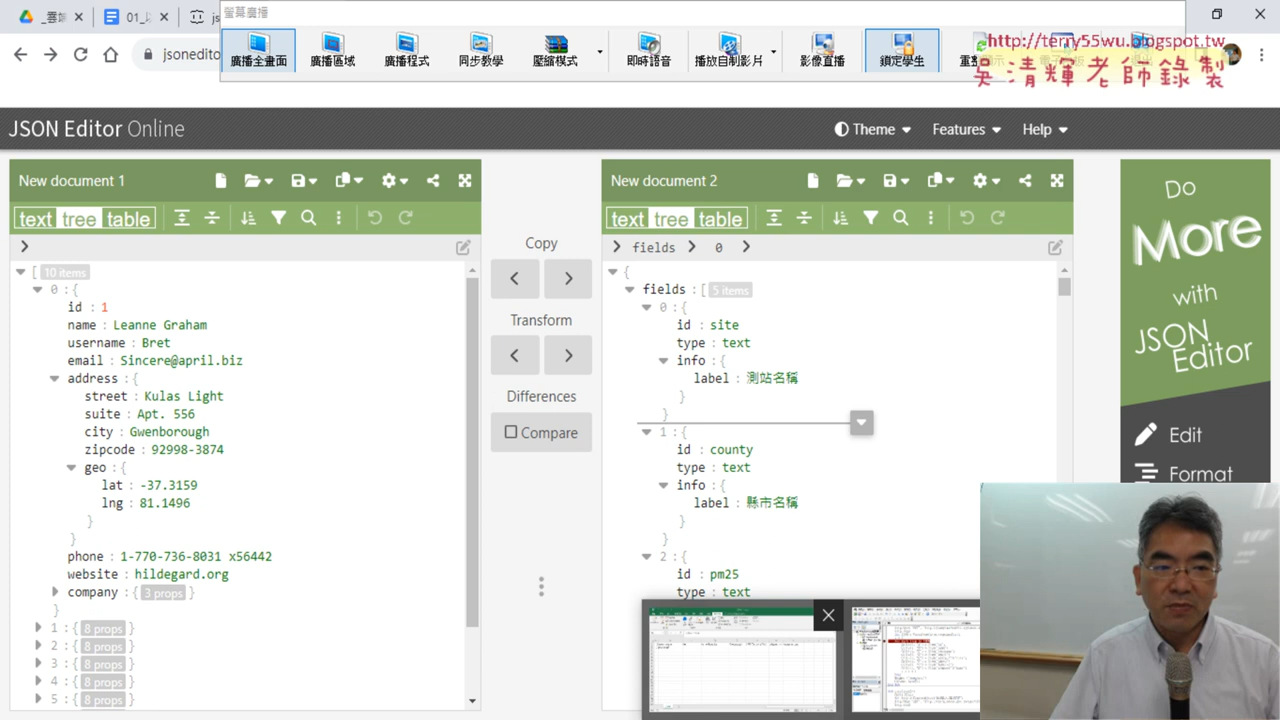 螢幕廣播
_雲端
01_
js
廣播全畫面
廣播區域
廣播程式
同步教學
壓縮模式
即時語音
播放自制影片
影像直播
鎖定學生
http://terry55wu.blogspot.tw
吳清輝老師錄製
jsonedito
JSON Editor Online
Theme
Features
Help
New document 1
text tree table
[ 10 items
0 : {
id : 1
name : Leanne Graham
username : Bret
email : Sincere@april.biz
address : {
street : Kulas Light
suite : Apt. 556
city : Gwenborough
zipcode : 92998-3874
geo : {
lat : -37.3159
lng : 81.1496
}
}
phone : 1-770-736-8031 x56442
website : hildegard.org
company : { 3 props }
}
1 : { 8 props }
2 : { 8 props }
3 : { 8 props }
4 : { 8 props }
5 : { 8 props }
Copy
Transform
Differences
Compare
New document 2
text tree table
fields
0
{
fields : [ 5 items
0 : {
id : site
type : text
info : {
label : 測站名稱
}
}
1 : {
id : county
type : text
info : {
label : 縣市名稱
}
}
2 : {
id : pm25
type : text
Do
More
with
JSON
Editor
Edit
Format